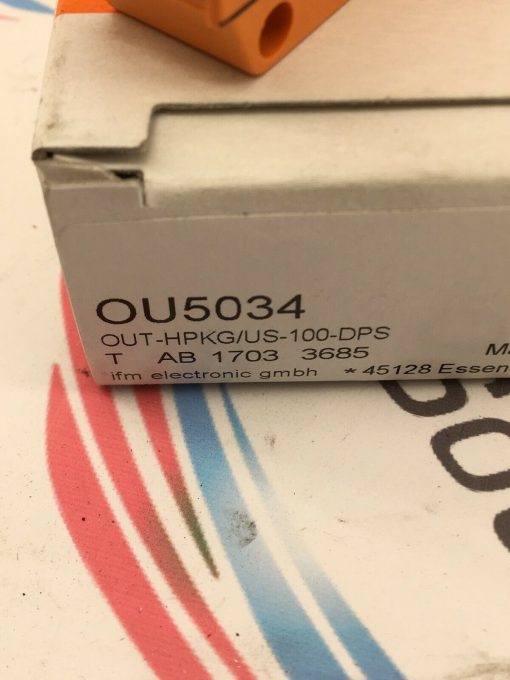 OU5034
OUT-HPKG/US-100-DPS
T AB 1703 3685
ifm electronic gmbh * 45128 Essen